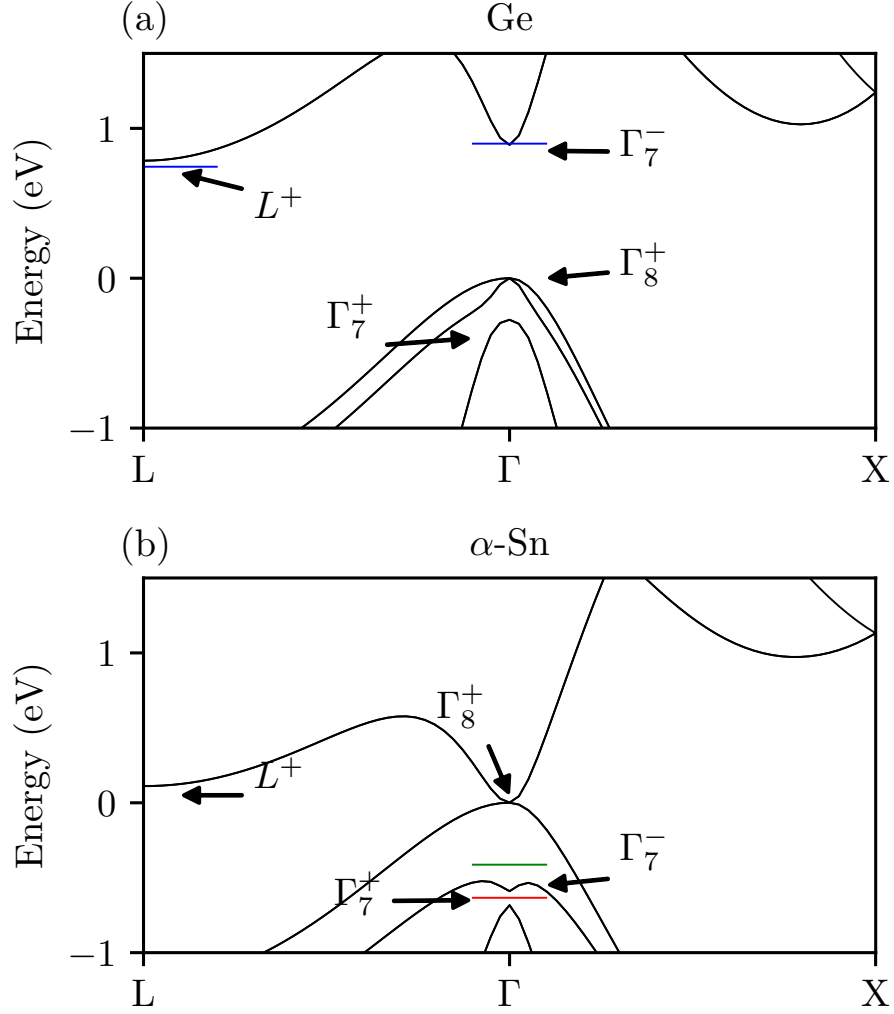 (a)
Ge
Energy (eV)
1
0
−1
L⁺
Γ₇⁻
Γ₈⁺
Γ₇⁺
L
Γ
X
(b)
α-Sn
Energy (eV)
1
0
−1
Γ₈⁺
L⁺
Γ₇⁻
Γ₇⁺
L
Γ
X